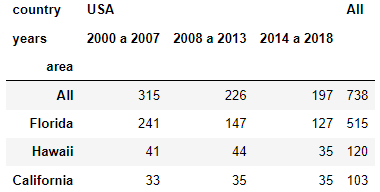 country USA All
years 2000 a 2007 2008 a 2013 2014 a 2018
area
All 315 226 197 738
Florida 241 147 127 515
Hawaii 41 44 35 120
California 33 35 35 103